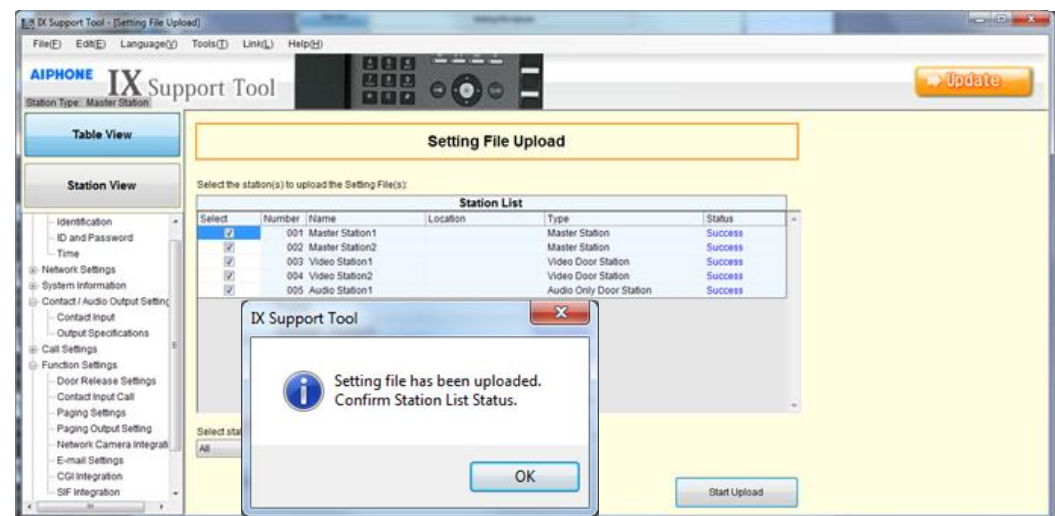 IX Support Tool - [Setting File Upload]
File(F) Edit(E) Language(V) Tools(T) Link(L) Help(H)
AIPHONE IX Support Tool
Station Type: Master Station
Update
Table View
Station View
Setting File Upload
Select the station(s) to upload the Setting File(s):
Station List
Select Number Name Location Type Status
001 Master Station1 Master Station Success
002 Master Station2 Master Station Success
003 Video Station1 Video Door Station Success
004 Video Station2 Video Door Station Success
005 Audio Station1 Audio Only Door Station Success
Identification
ID and Password
Time
Network Settings
System Information
Contact / Audio Output Setting
Contact Input
Output Specifications
Call Settings
Function Settings
Door Release Settings
Contact Input Call
Paging Settings
Paging Output Setting
Network Camera Integrati
E-mail Settings
CGI Integration
SIF Integration
IX Support Tool
Setting file has been uploaded.
Confirm Station List Status.
OK
Select stat
All
Start Upload